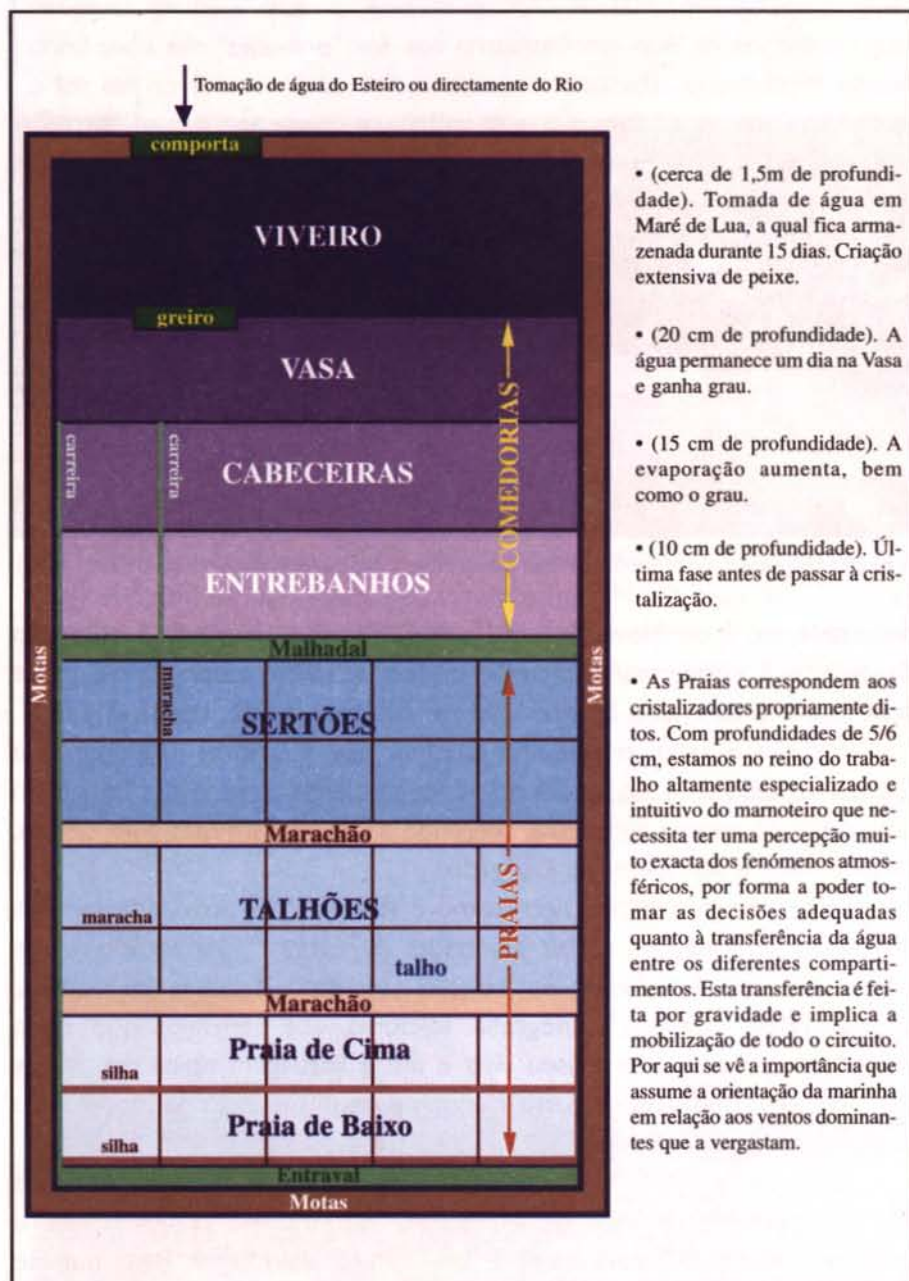 Tomação de água do Esteiro ou directamente do Rio
comporta
VIVEIRO
greiro
VASA
carreira
carreira
CABECEIRAS
COMEDORIAS
ENTREBANHOS
Malhadal
Motas
Motas
maracha
SERTÕES
Marachão
maracha
TALHÕES
PRAIAS
talho
Marachão
Praia de Cima
silha
Praia de Baixo
silha
Entraval
Motas
• (cerca de 1,5m de profundi-
dade). Tomada de água em
Maré de Lua, a qual fica arma-
zenada durante 15 dias. Criação
extensiva de peixe.
• (20 cm de profundidade). A
água permanece um dia na Vasa
e ganha grau.
• (15 cm de profundidade). A
evaporação aumenta, bem
como o grau.
• (10 cm de profundidade). Úl-
tima fase antes de passar à cris-
talização.
• As Praias correspondem aos
cristalizadores propriamente di-
tos. Com profundidades de 5/6
cm, estamos no reino do traba-
lho altamente especializado e
intuitivo do marnoteiro que ne-
cessita ter uma percepção mui-
to exacta dos fenómenos atmos-
féricos, por forma a poder to-
mar as decisões adequadas
quanto à transferência da água
entre os diferentes comparti-
mentos. Esta transferência é fei-
ta por gravidade e implica a
mobilização de todo o circuito.
Por aqui se vê a importância que
assume a orientação da marinha
em relação aos ventos dominan-
tes que a vergastam.